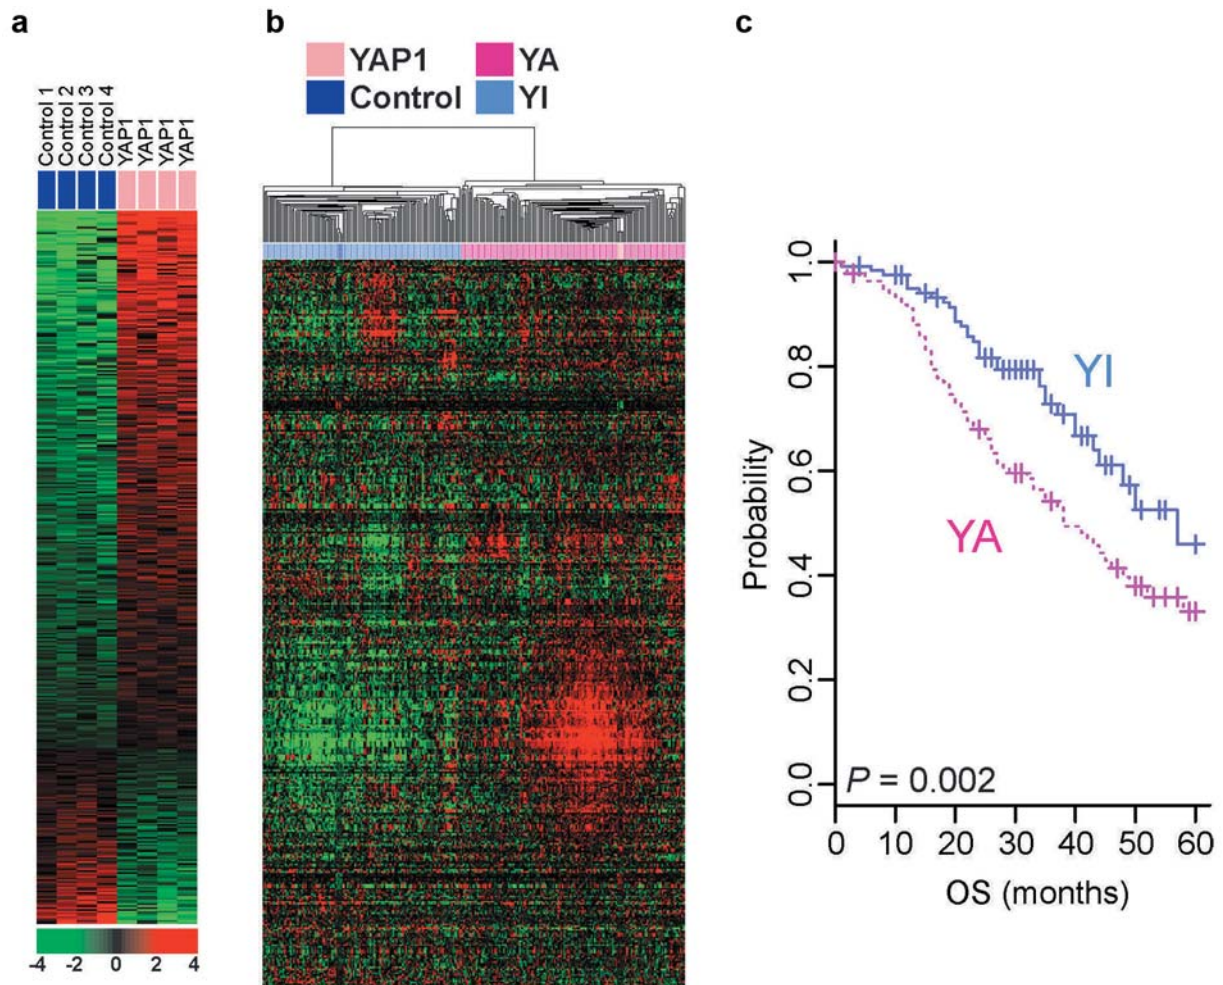 a
Control 1
Control 2
Control 3
Control 4
YAP1
YAP1
YAP1
YAP1
-4 -2 0 2 4
b
YAP1 YA
Control YI
c
Probability
1.0
0.8
0.6
0.4
0.2
0.0
YI
YA
P = 0.002
0 10 20 30 40 50 60
OS (months)